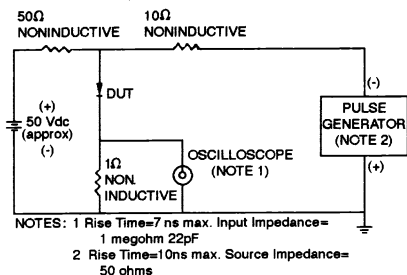 50Ω
NONINDUCTIVE
10Ω
NONINDUCTIVE
DUT
(+)
50 Vdc
(approx)
(-)
1Ω
NON.
INDUCTIVE
OSCILLOSCOPE
(NOTE 1)
(-)
PULSE
GENERATOR
(NOTE 2)
(+)
NOTES: 1 Rise Time=7 ns max. Input Impedance=
1 megohm 22pF
2 Rise Time=10ns max. Source Impedance=
50 ohms